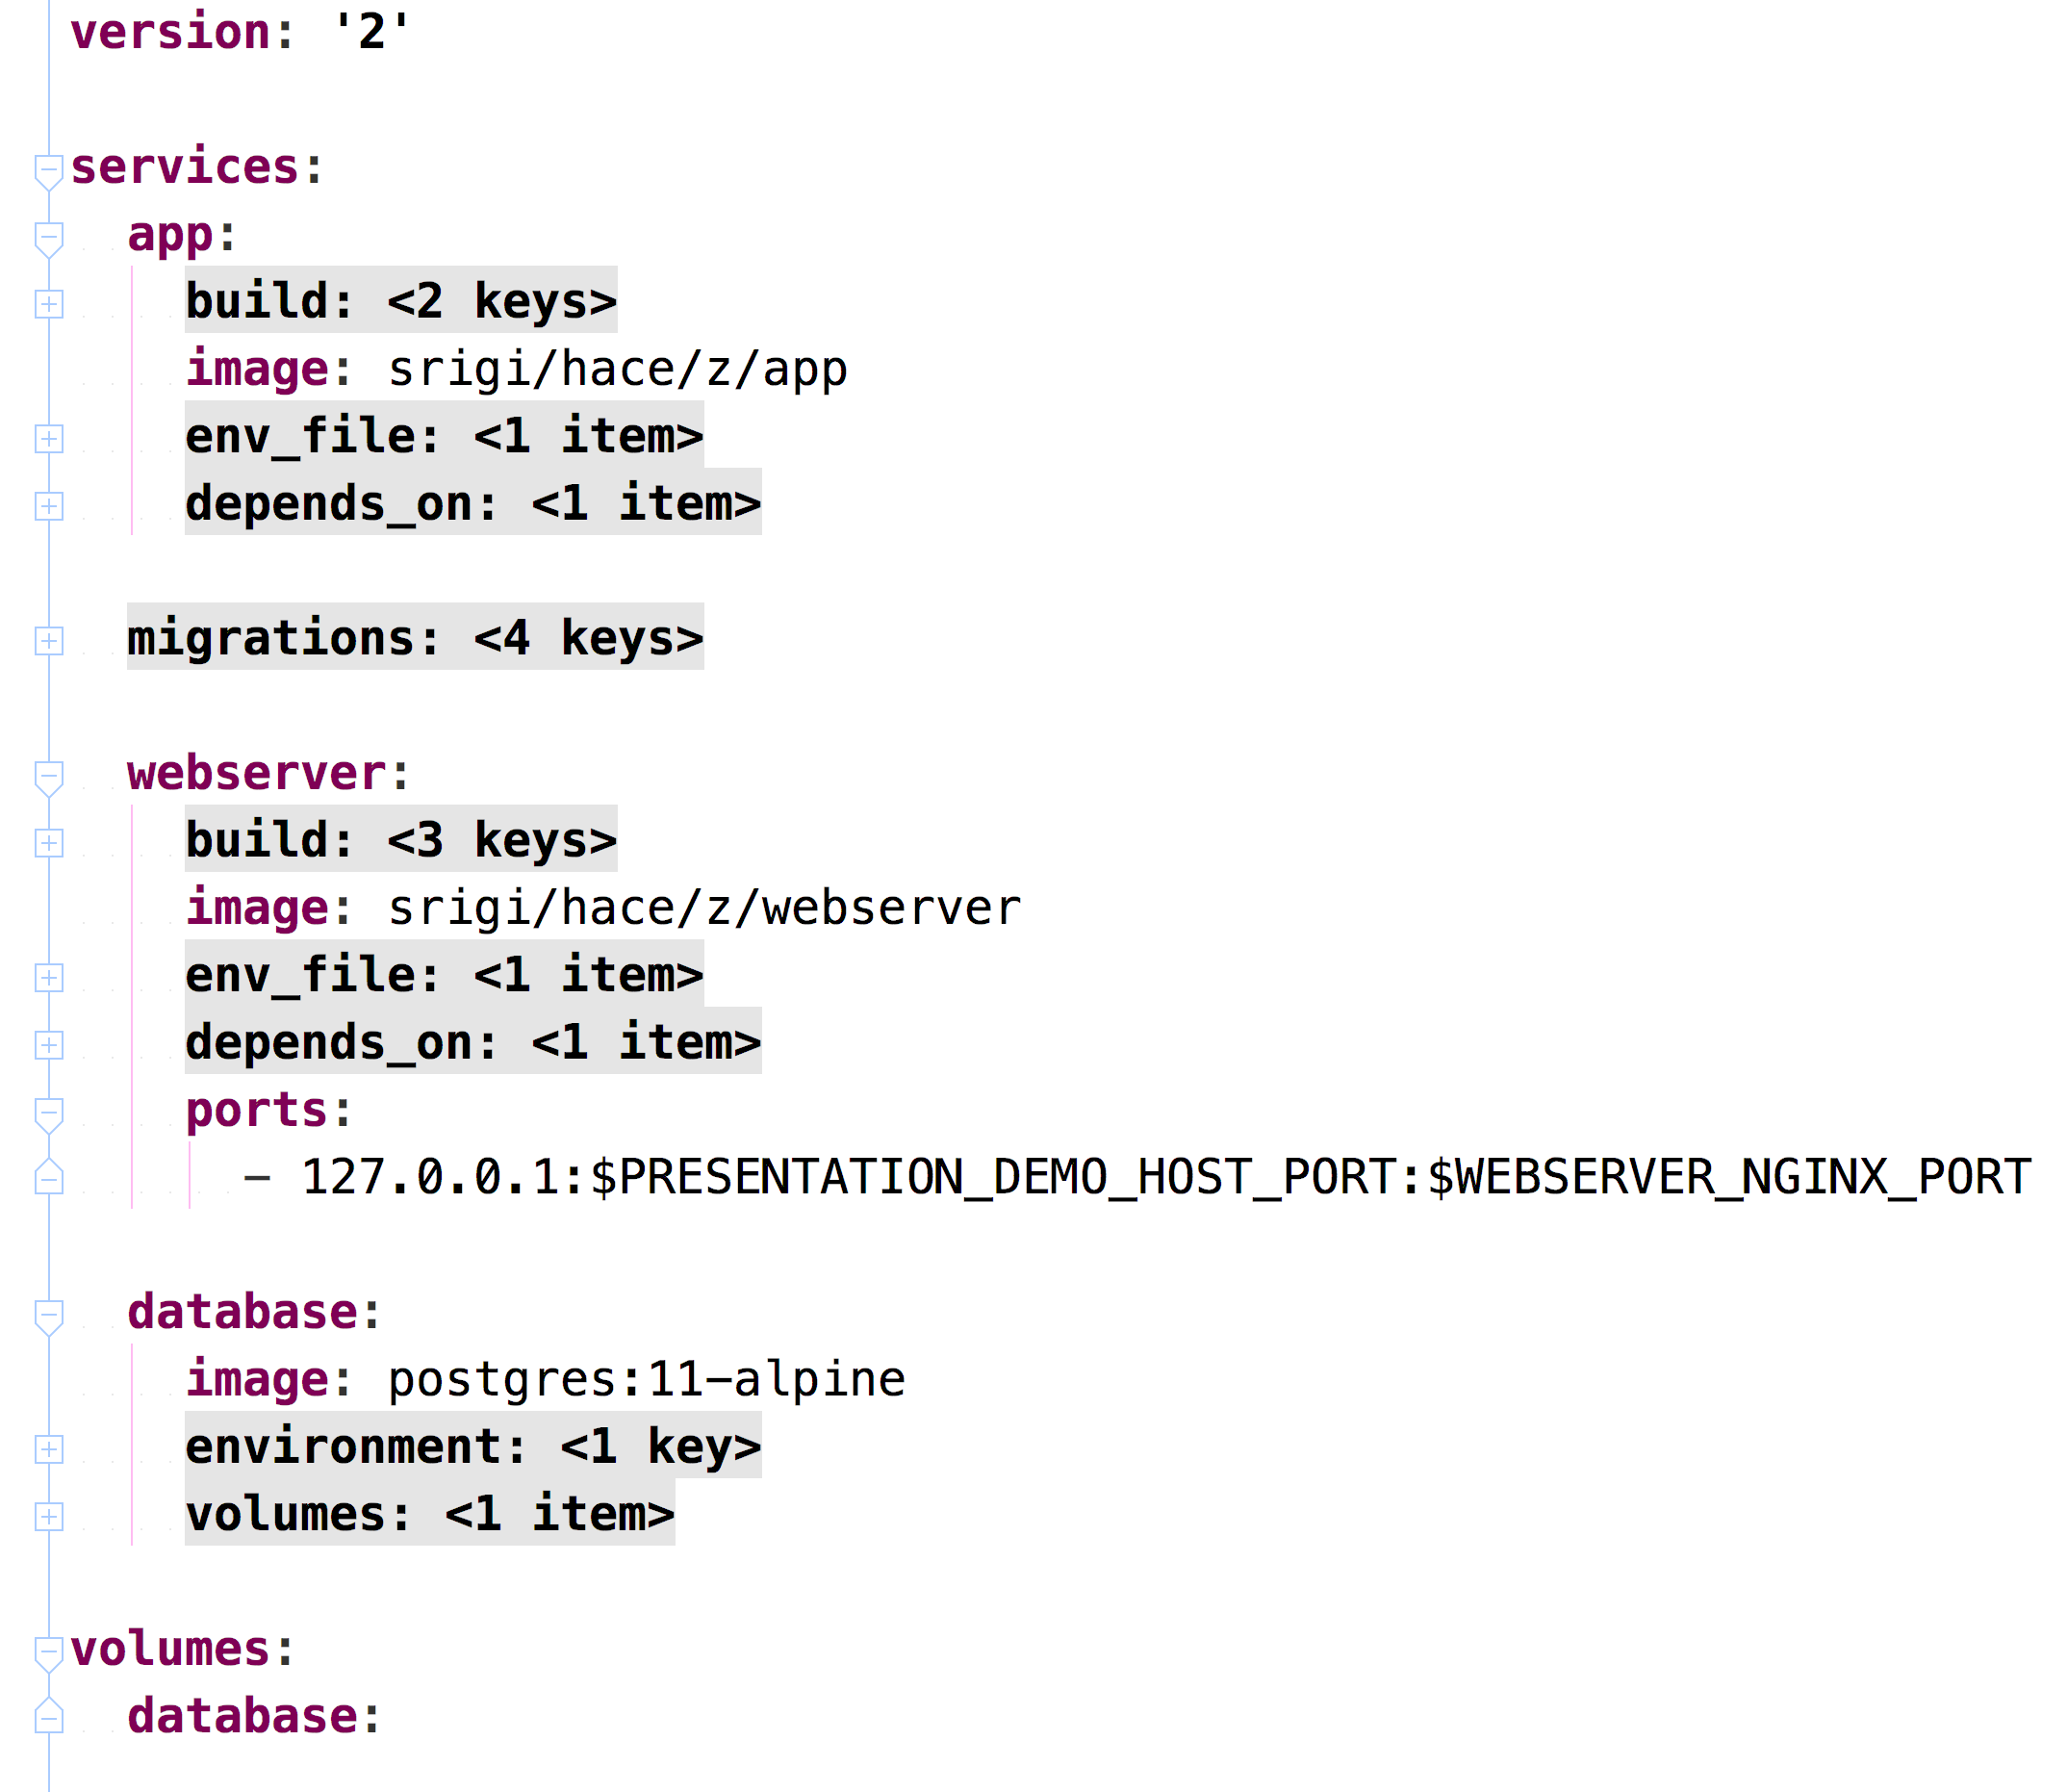 version: '2'
services:
app:
build: <2 keys>
image: srigi/hace/z/app
env_file: <1 item>
depends_on: <1 item>
migrations: <4 keys>
webserver:
build: <3 keys>
image: srigi/hace/z/webserver
env_file: <1 item>
depends_on: <1 item>
ports:
- 127.0.0.1:$PRESENTATION_DEMO_HOST_PORT:$WEBSERVER_NGINX_PORT
database:
image: postgres:11-alpine
environment: <1 key>
volumes: <1 item>
volumes:
database: